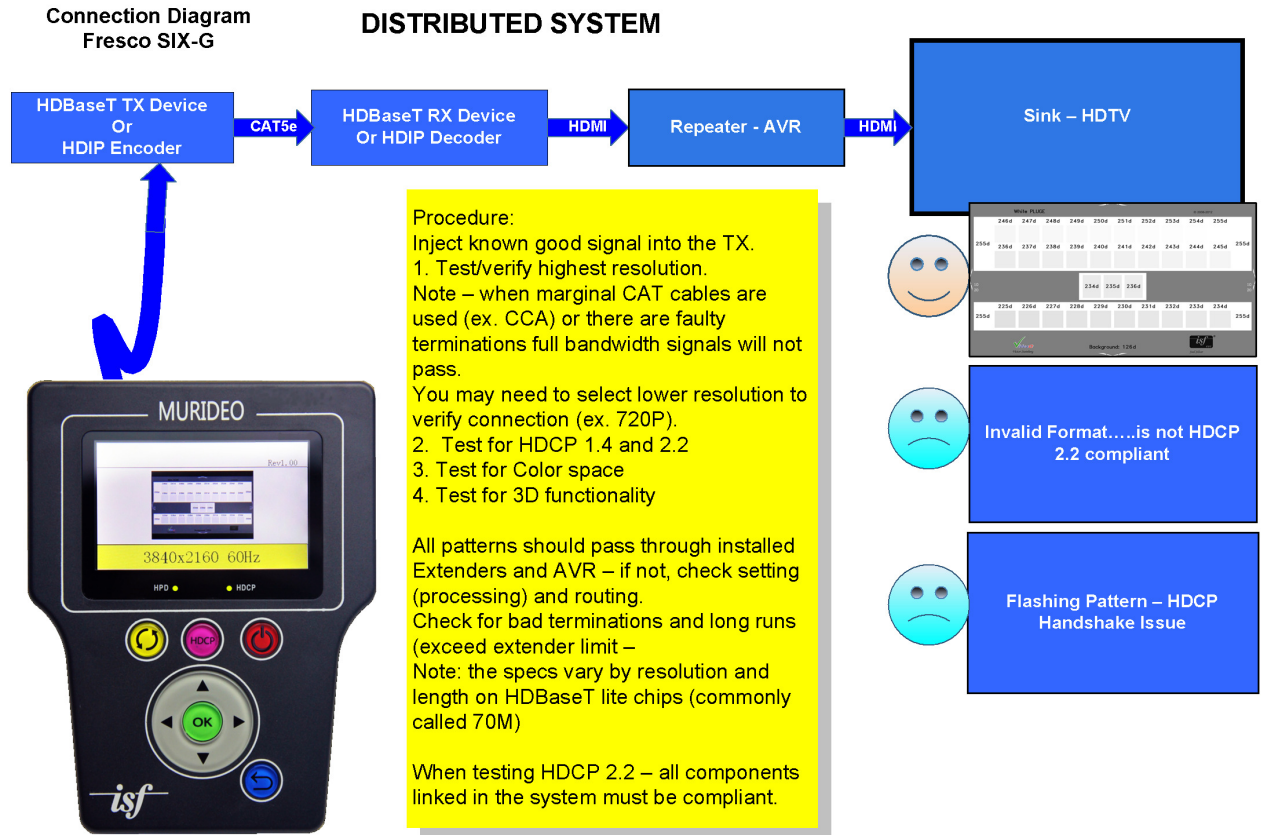 Connection Diagram
Fresco SIX-G
DISTRIBUTED SYSTEM
HDBaseT TX Device
Or
HDIP Encoder
CAT5e
HDBaseT RX Device
Or HDIP Decoder
HDMI
Repeater - AVR
HDMI
Sink – HDTV
White PLUGE
246d 247d 248d 249d 250d 251d 252d 253d 254d 255d
255d 236d 237d 238d 239d 240d 241d 242d 243d 244d 245d 255d
234d 235d 236d
225d 226d 227d 228d 229d 230d 231d 232d 233d 234d
255d 255d
Background: 126d
isf
Procedure:
Inject known good signal into the TX.
1. Test/verify highest resolution.
Note – when marginal CAT cables are
used (ex. CCA) or there are faulty
terminations full bandwidth signals will not
pass.
You may need to select lower resolution to
verify connection (ex. 720P).
2.  Test for HDCP 1.4 and 2.2
3. Test for Color space
4.  Test for 3D functionality
All patterns should pass through installed
Extenders and AVR – if not, check setting
(processing) and routing.
Check for bad terminations and long runs
(exceed extender limit –
Note: the specs vary by resolution and
length on HDBaseT lite chips (commonly
called 70M)
When testing HDCP 2.2 – all components
linked in the system must be compliant.
Invalid Format.....is not HDCP
2.2 compliant
Flashing Pattern – HDCP
Handshake Issue
MURIDEO
Rev1.00
3840x2160 60Hz
HPD HDCP
HDCP
OK
isf